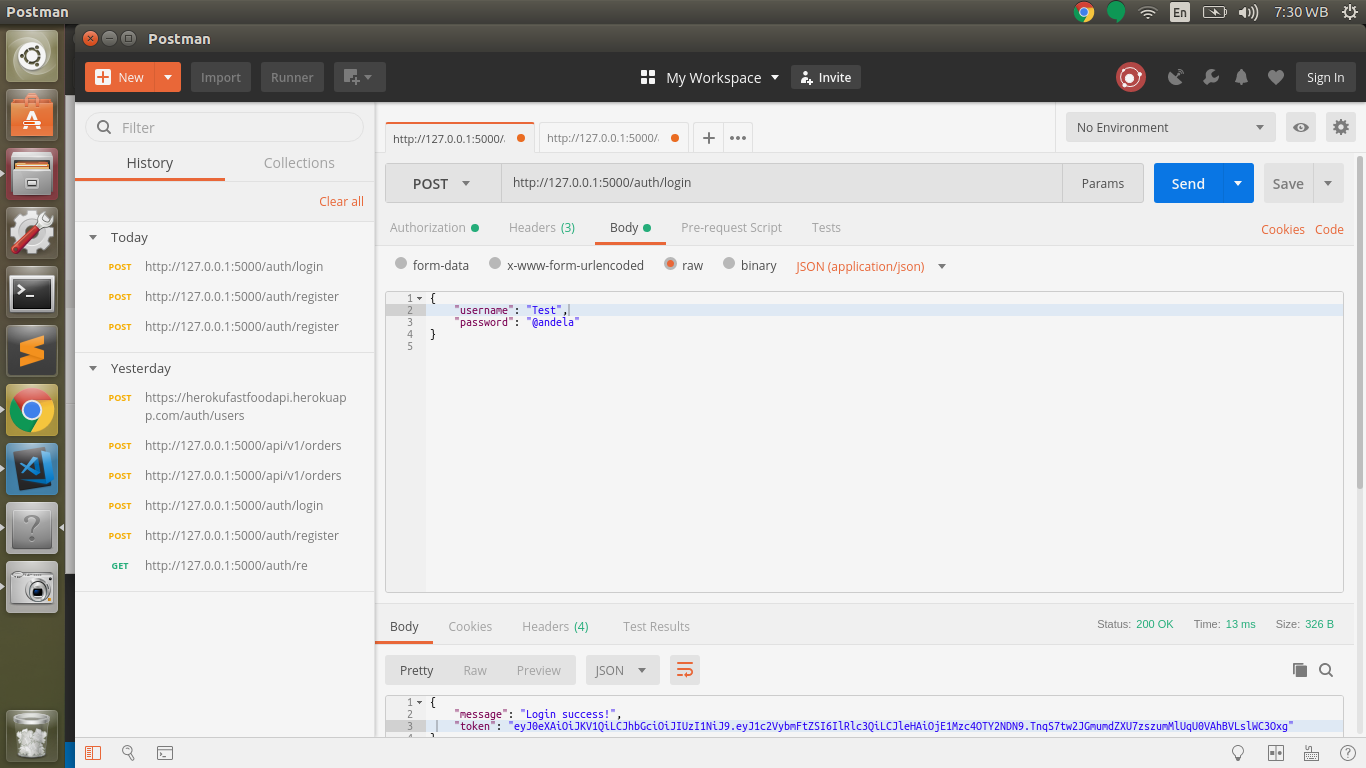 Postman
En
7:30 WB
Postman
New
Import
Runner
My Workspace
Invite
Sign In
Filter
History
Collections
Clear all
Today
POST http://127.0.0.1:5000/auth/login
POST http://127.0.0.1:5000/auth/register
POST http://127.0.0.1:5000/auth/register
Yesterday
POST https://herokufastfoodapi.herokuap
p.com/auth/users
POST http://127.0.0.1:5000/api/v1/orders
POST http://127.0.0.1:5000/api/v1/orders
POST http://127.0.0.1:5000/auth/login
POST http://127.0.0.1:5000/auth/register
GET http://127.0.0.1:5000/auth/re
http://127.0.0.1:5000/
http://127.0.0.1:5000/
No Environment
POST http://127.0.0.1:5000/auth/login Params Send Save
Authorization Headers (3) Body Pre-request Script Tests Cookies Code
form-data x-www-form-urlencoded raw binary JSON (application/json)
1 {
2 "username": "Test",
3 "password": "@andela"
4 }
5
Body Cookies Headers (4) Test Results Status: 200 OK Time: 13 ms Size: 326 B
Pretty Raw Preview JSON
1 {
2 "message": "Login success!",
3 "token": "eyJ0eXAiOiJKV1QiLCJhbGciOiJIUzI1NiJ9.eyJ1c2VybmFtZSI6IlRlc3QiLCJleHAiOjE1Mzc4OTY2NDN9.TnqS7tw2JGmumdZXU7zszumMlUqU0VAhBVLslWC3Oxg"